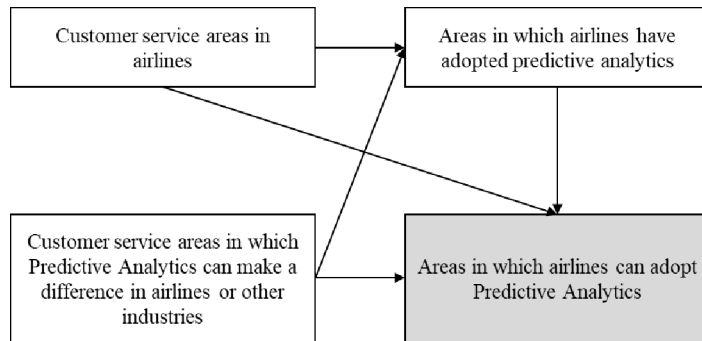 Customer service areas in
airlines
Areas in which airlines have
adopted predictive analytics
Customer service areas in which
Predictive Analytics can make a
difference in airlines or other
industries
Areas in which airlines can adopt
Predictive Analytics